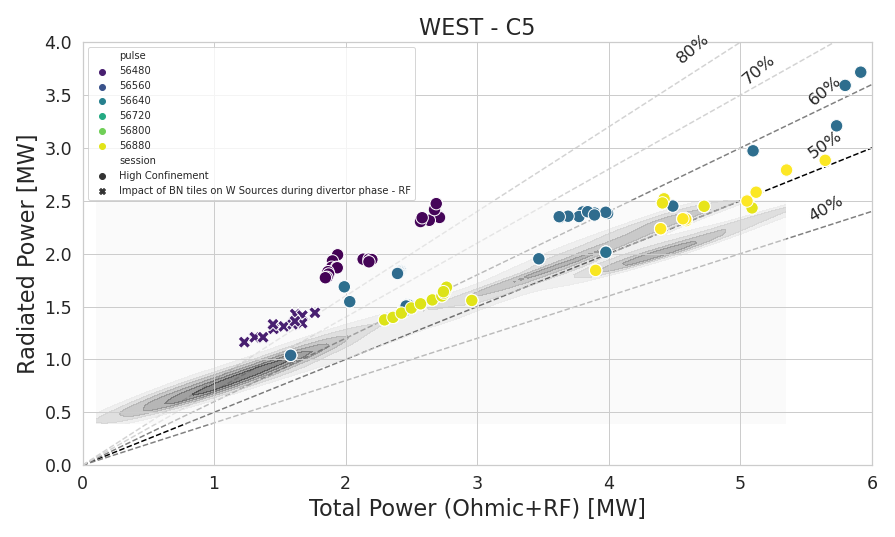 WEST - C5
pulse
56480
56560
56640
56720
56800
56880
session
High Confinement
Impact of BN tiles on W Sources during divertor phase - RF
80%
70%
60%
50%
40%
4.0
3.5
3.0
2.5
2.0
1.5
1.0
0.5
0.0
Radiated Power [MW]
0 1 2 3 4 5 6
Total Power (Ohmic+RF) [MW]